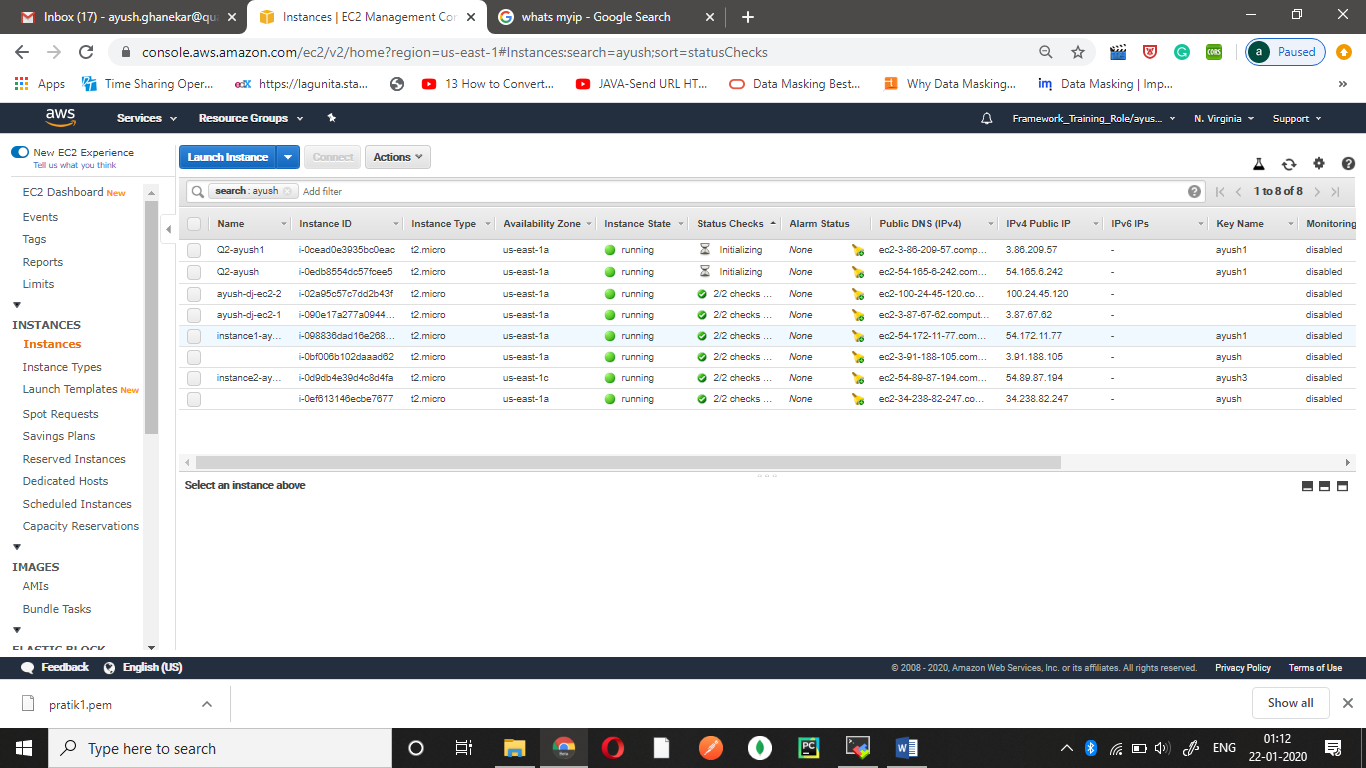 Inbox (17) - ayush.ghanekar@qu
Instances | EC2 Management Con
whats myip - Google Search
console.aws.amazon.com/ec2/v2/home?region=us-east-1#Instances:search=ayush;sort=statusChecks
a Paused
Apps Time Sharing Oper... edX https://lagunita.sta... 13 How to Convert... JAVA-Send URL HT... Data Masking Best... Why Data Masking... im Data Masking | Imp... »
aws Services Resource Groups Framework_Training_Role/ayus... N. Virginia Support
New EC2 Experience
Tell us what you think
EC2 Dashboard New
Events
Tags
Reports
Limits
INSTANCES
Instances
Instance Types
Launch Templates New
Spot Requests
Savings Plans
Reserved Instances
Dedicated Hosts
Scheduled Instances
Capacity Reservations
IMAGES
AMIs
Bundle Tasks
ELASTIC BLOCK
Launch Instance Connect Actions
search : ayush Add filter 1 to 8 of 8
Name Instance ID Instance Type Availability Zone Instance State Status Checks Alarm Status Public DNS (IPv4) IPv4 Public IP IPv6 IPs Key Name Monitoring
Q2-ayush1 i-0cead0e3935bc0eac t2.micro us-east-1a running Initializing None ec2-3-86-209-57.comp... 3.86.209.57 - ayush1 disabled
Q2-ayush i-0edb8554dc57fcee5 t2.micro us-east-1a running Initializing None ec2-54-165-6-242.com... 54.165.6.242 - ayush1 disabled
ayush-dj-ec2-2 i-02a95c57c7dd2b43f t2.micro us-east-1a running 2/2 checks ... None ec2-100-24-45-120.co... 100.24.45.120 - disabled
ayush-dj-ec2-1 i-090e17a277a0944... t2.micro us-east-1a running 2/2 checks ... None ec2-3-87-67-62.comput... 3.87.67.62 - disabled
instance1-ay... i-098836dad16e268... t2.micro us-east-1a running 2/2 checks ... None ec2-54-172-11-77.com... 54.172.11.77 - ayush1 disabled
i-0bf006b102daaad62 t2.micro us-east-1a running 2/2 checks ... None ec2-3-91-188-105.com... 3.91.188.105 - ayush disabled
instance2-ay... i-0d9db4e39d4c8d4fa t2.micro us-east-1c running 2/2 checks ... None ec2-54-89-87-194.com... 54.89.87.194 - ayush3 disabled
i-0ef613146ecbe7677 t2.micro us-east-1a running 2/2 checks ... None ec2-34-238-82-247.co... 34.238.82.247 - ayush disabled
Select an instance above
Feedback English (US) © 2008 - 2020, Amazon Web Services, Inc. or its affiliates. All rights reserved. Privacy Policy Terms of Use
pratik1.pem Show all
Type here to search
PC
W
ENG
01:12
22-01-2020